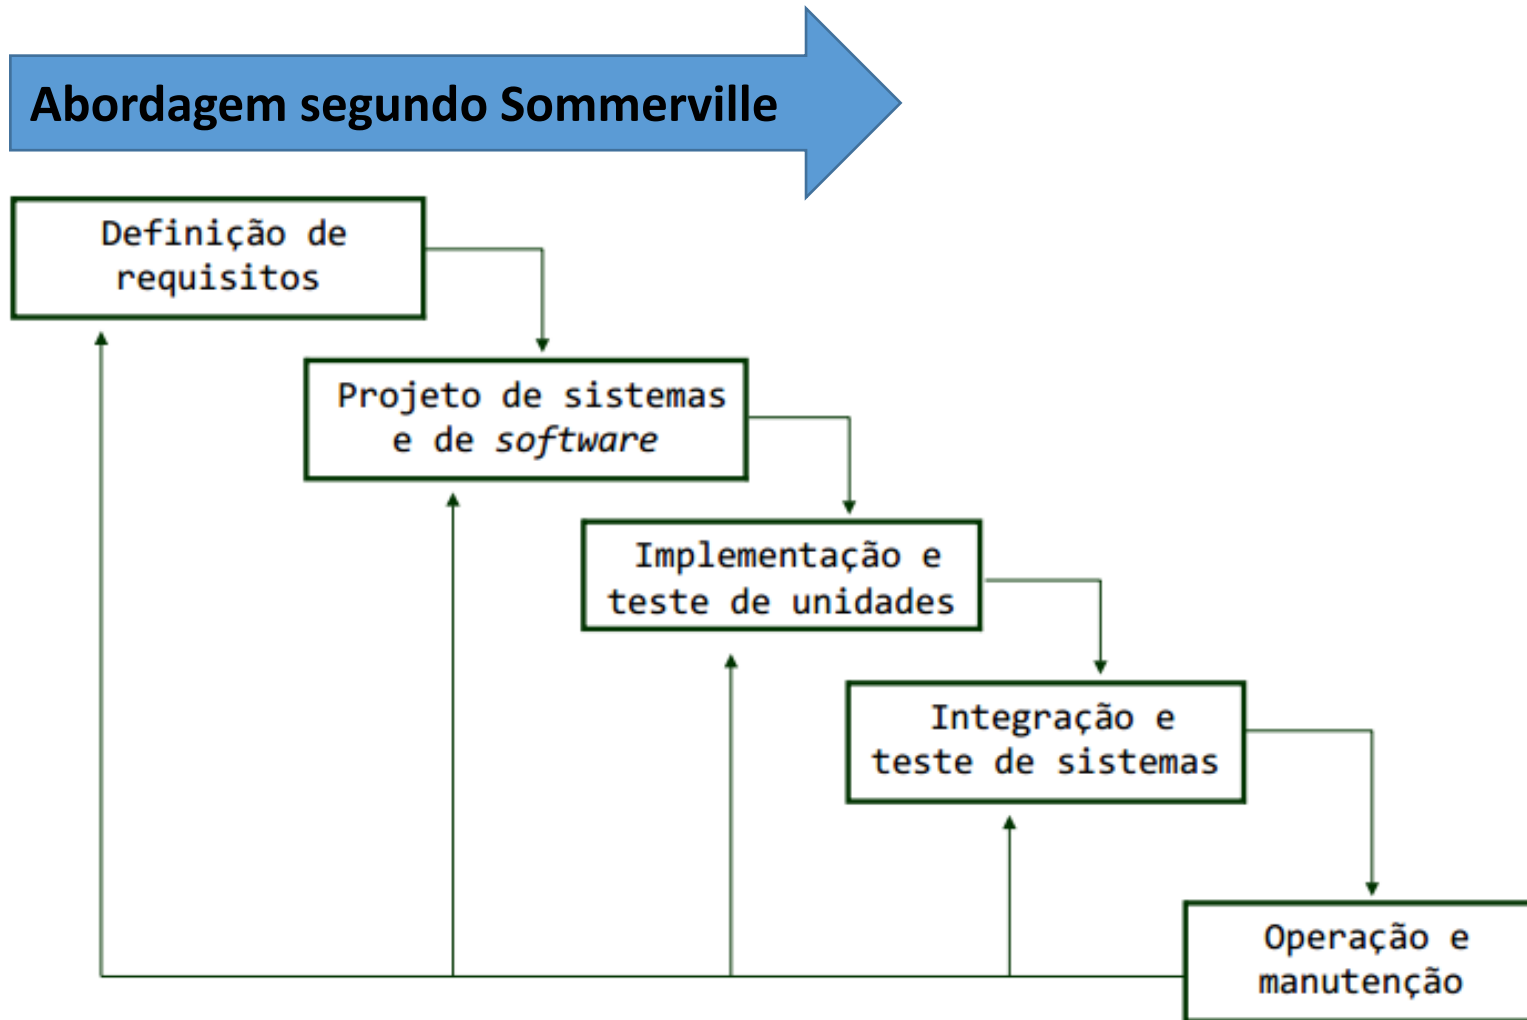 Abordagem segundo Sommerville
Definição de
requisitos
Projeto de sistemas
e de software
Implementação e
teste de unidades
Integração e
teste de sistemas
Operação e
manutenção